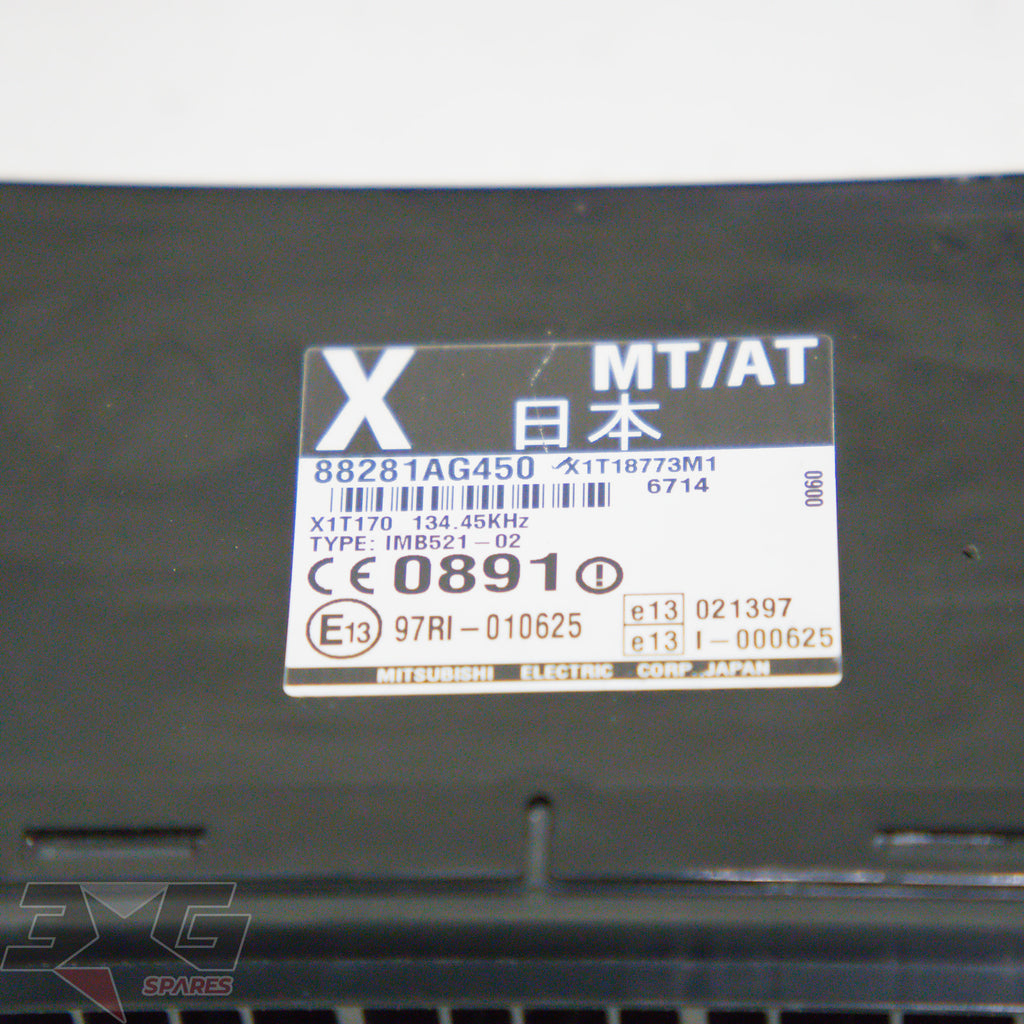 X MT/AT
日本
88281AG450 X1T18773M1
6714
0060
X1T170 134.45KHz
TYPE: IMB521-02
CE 0891
E13 97RI-010625
e13 021397
e13 I-000625
MITSUBISHI ELECTRIC CORP. JAPAN
EXG
SPARES